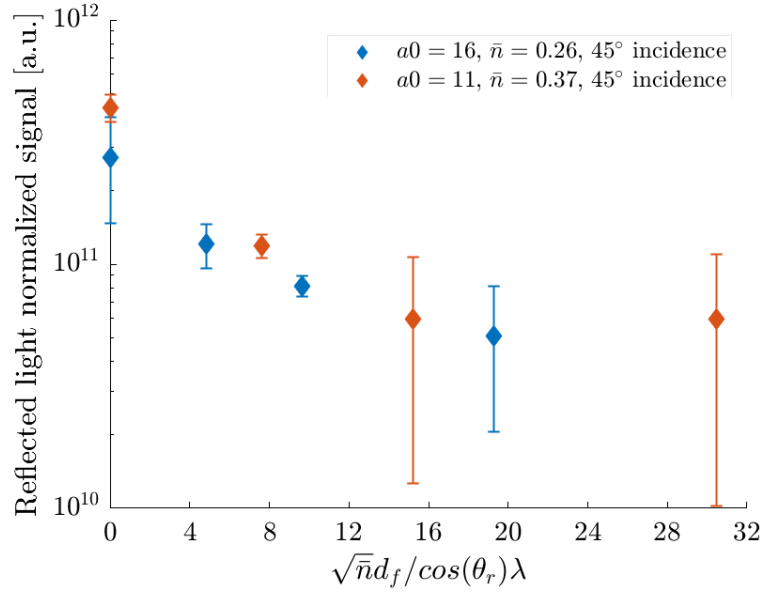 Reflected light normalized signal [a.u.]
10^12
10^11
10^10
a0 = 16, n̄ = 0.26, 45° incidence
a0 = 11, n̄ = 0.37, 45° incidence
0 4 8 12 16 20 24 28 32
√n̄d_f/cos(θ_r)λ